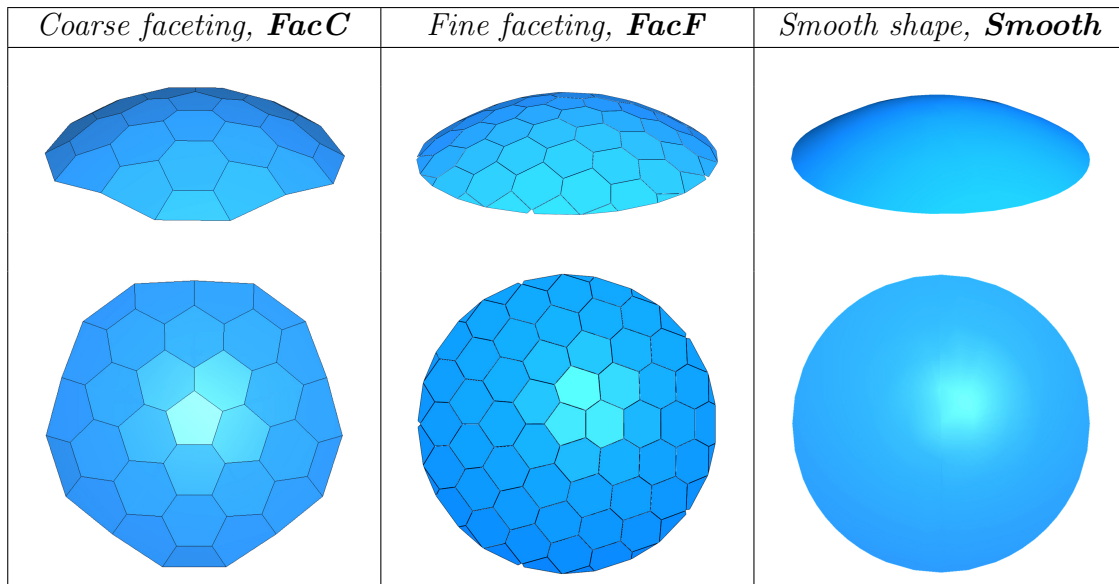 Coarse faceting, FacC
Fine faceting, FacF
Smooth shape, Smooth